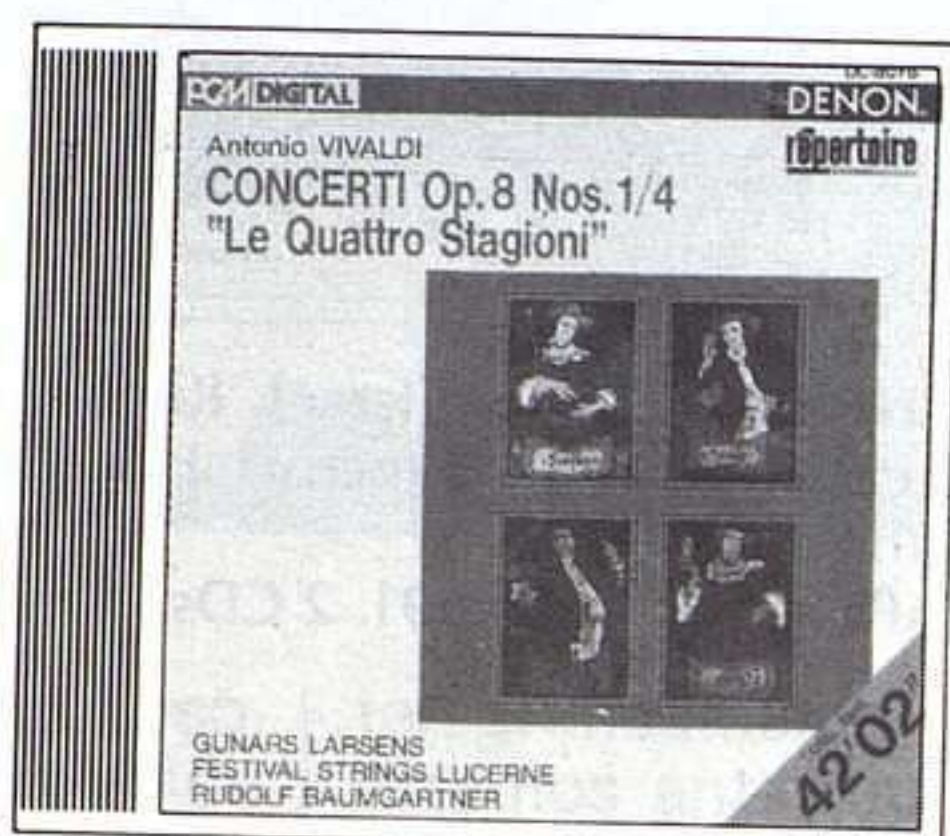 PCM DIGITAL
DENON
répertoire
Antonio VIVALDI
CONCERTI Op. 8 Nos. 1/4
"Le Quattro Stagioni"
GUNARS LARSENS
FESTIVAL STRINGS LUCERNE
RUDOLF BAUMGARTNER
42'02"